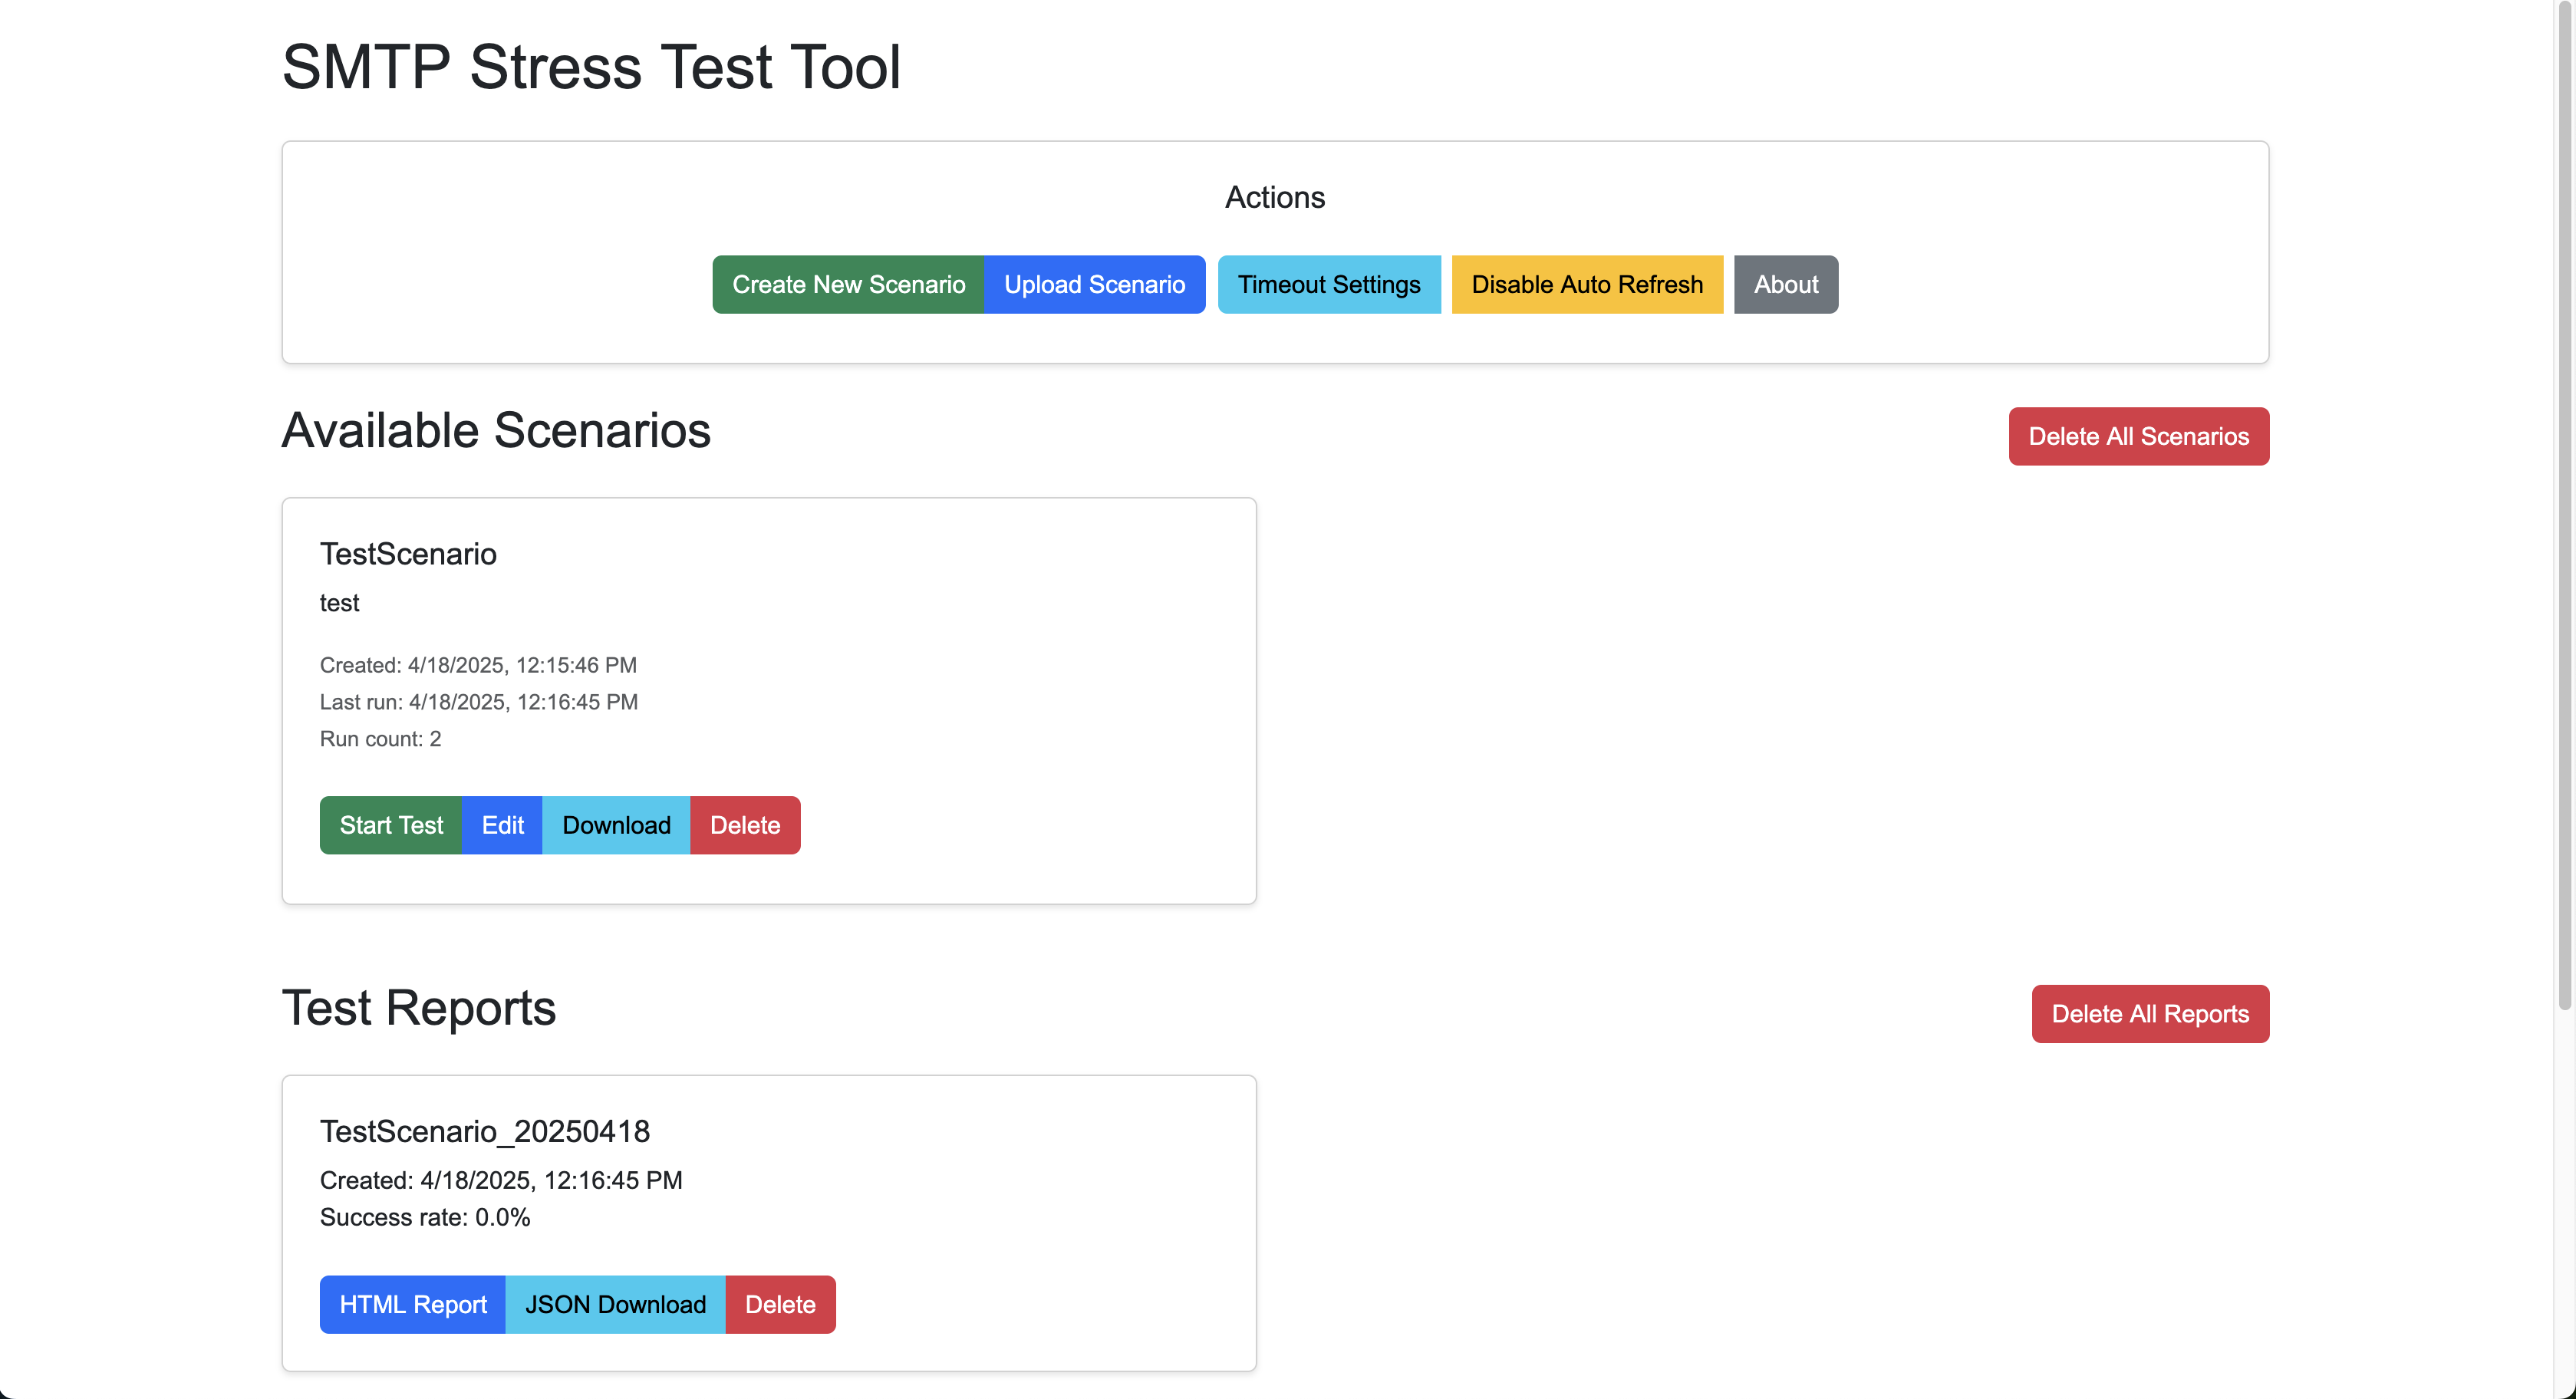 SMTP Stress Test Tool
Actions
Create New Scenario Upload Scenario Timeout Settings Disable Auto Refresh About
Available Scenarios Delete All Scenarios
TestScenario
test
Created: 4/18/2025, 12:15:46 PM
Last run: 4/18/2025, 12:16:45 PM
Run count: 2
Start Test Edit Download Delete
Test Reports Delete All Reports
TestScenario_20250418
Created: 4/18/2025, 12:16:45 PM
Success rate: 0.0%
HTML Report JSON Download Delete